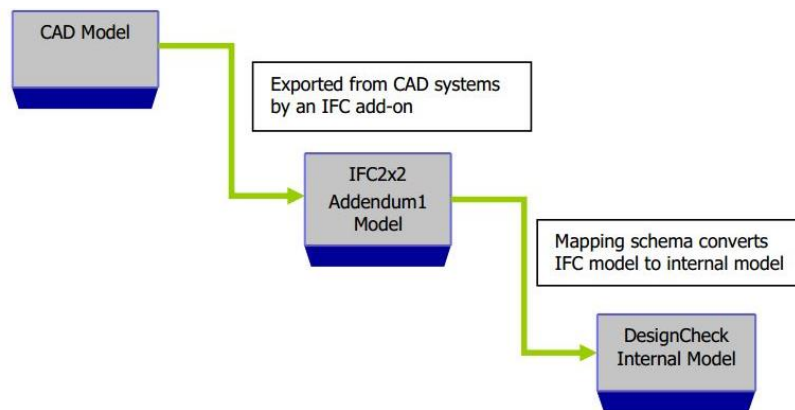 CAD Model
Exported from CAD systems
by an IFC add-on
IFC2x2
Addendum1
Model
Mapping schema converts
IFC model to internal model
DesignCheck
Internal Model